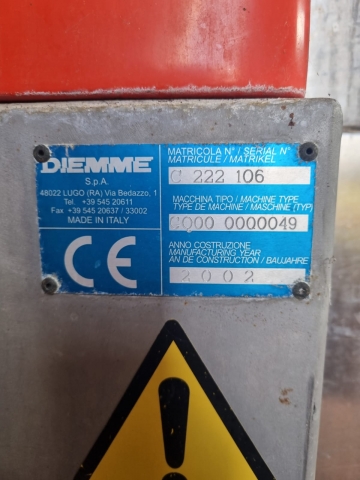 DIEMME
S.p.A.
48022 LUGO (RA) Via Bedazzo, 1
Tel. +39 545 20611
Fax +39 545 20637 / 33002
MADE IN ITALY
CE
MATRICOLA N° / SERIAL N°
MATRICULE / MATRIKEL
C 222 106
MACCHINA TIPO / MACHINE TYPE
TYPE DE MACHINE / MASCHINE (TYP)
0000049
ANNO COSTRUZIONE
MANUFACTURING YEAR
AN DE CONSTRUCTION / BAUJAHRE
2002